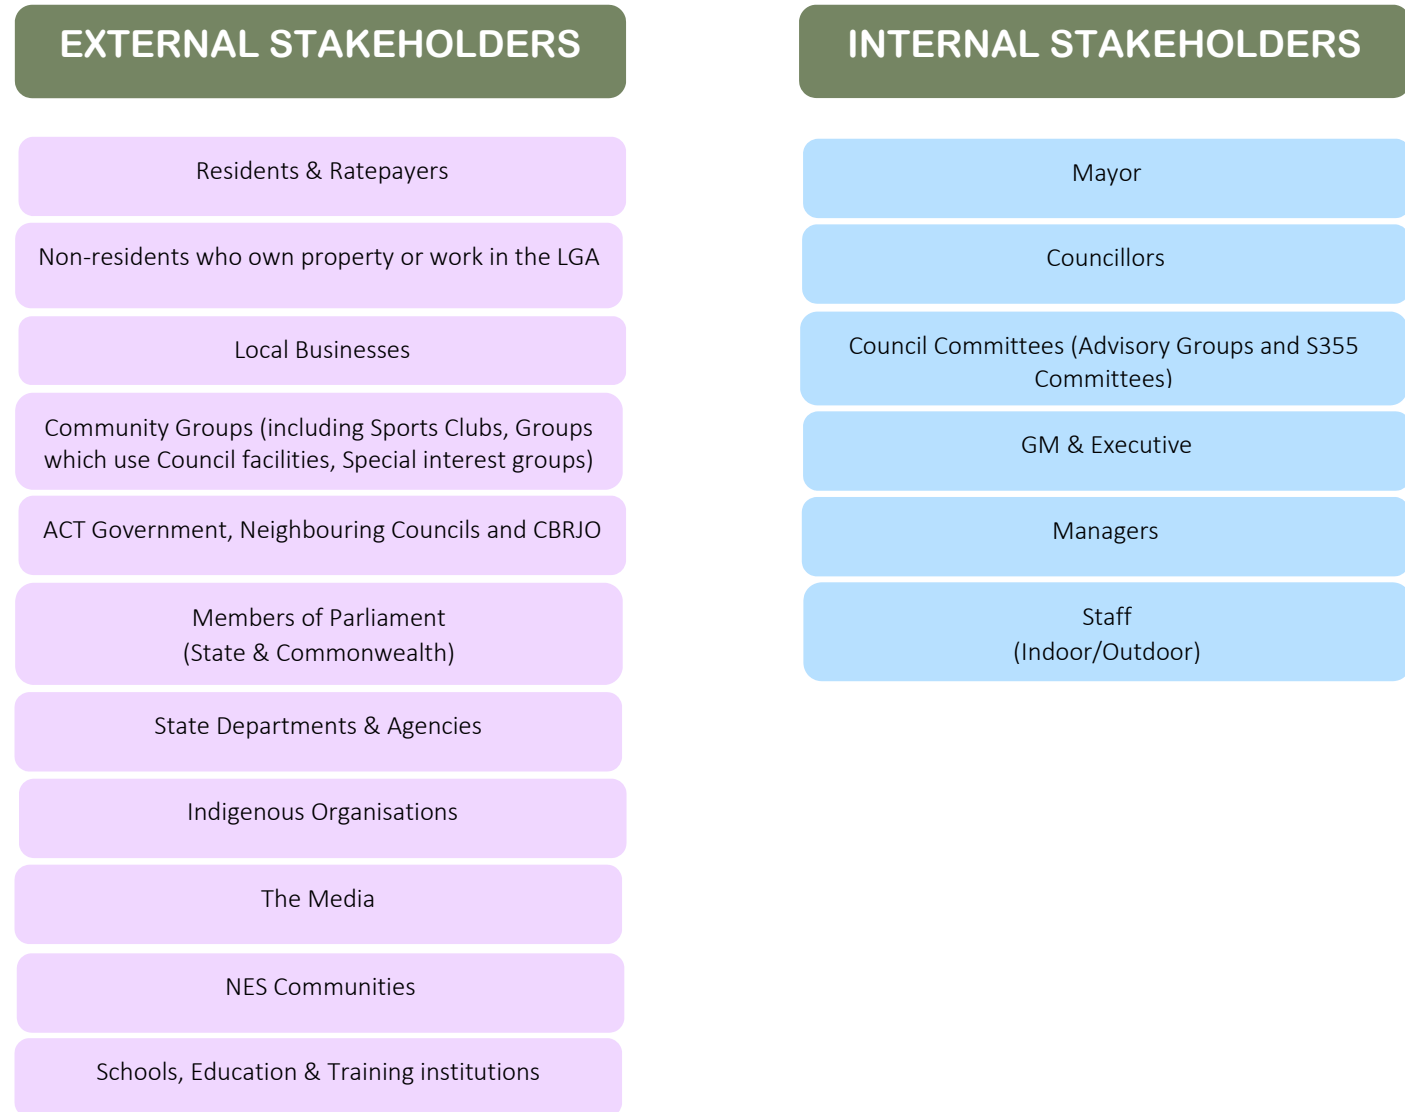 EXTERNAL STAKEHOLDERS
Residents & Ratepayers
Non-residents who own property or work in the LGA
Local Businesses
Community Groups (including Sports Clubs, Groups
which use Council facilities, Special interest groups)
ACT Government, Neighbouring Councils and CBRJO
Members of Parliament
(State & Commonwealth)
State Departments & Agencies
Indigenous Organisations
The Media
NES Communities
Schools, Education & Training institutions
INTERNAL STAKEHOLDERS
Mayor
Councillors
Council Committees (Advisory Groups and S355
Committees)
GM & Executive
Managers
Staff
(Indoor/Outdoor)